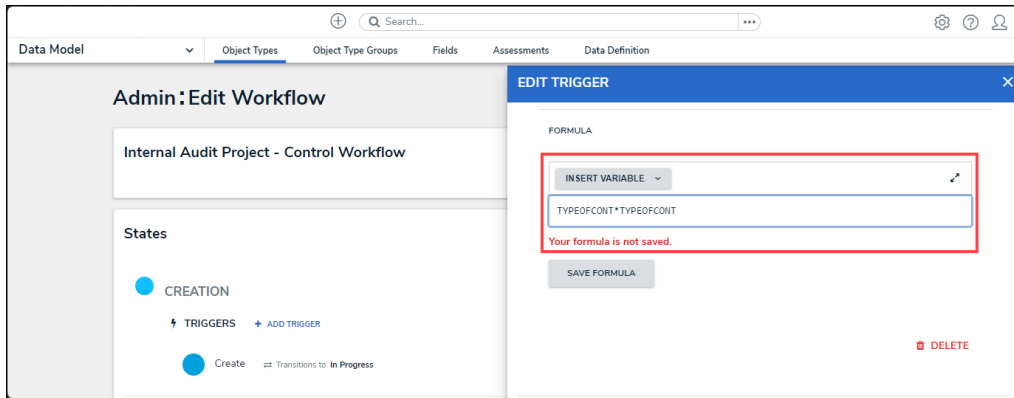 Search...
Data Model
Object Types
Object Type Groups
Fields
Assessments
Data Definition
Admin:Edit Workflow
Internal Audit Project - Control Workflow
States
CREATION
TRIGGERS + ADD TRIGGER
Create Transitions to In Progress
EDIT TRIGGER
FORMULA
INSERT VARIABLE
TYPEOFCONT*TYPEOFCONT
Your formula is not saved.
SAVE FORMULA
DELETE